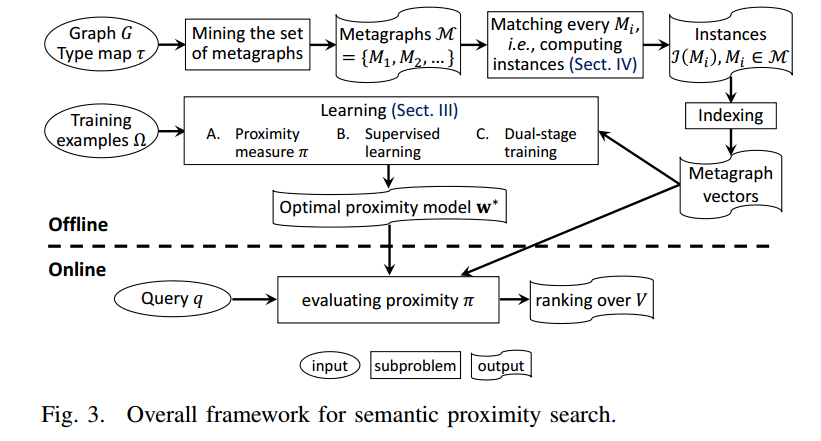 Graph G
Type map τ
Mining the set
of metagraphs
Metagraphs ℳ
= {M₁, M₂, …}
Matching every Mᵢ,
i.e., computing
instances (Sect. IV)
Instances
ℐ(Mᵢ), Mᵢ ∈ ℳ
Indexing
Training
examples Ω
Learning (Sect. III)
A. Proximity
measure π
B. Supervised
learning
C. Dual-stage
training
Metagraph
vectors
Optimal proximity model w*
Offline
Online
Query q
evaluating proximity π
ranking over V
input
subproblem
output
Fig. 3. Overall framework for semantic proximity search.